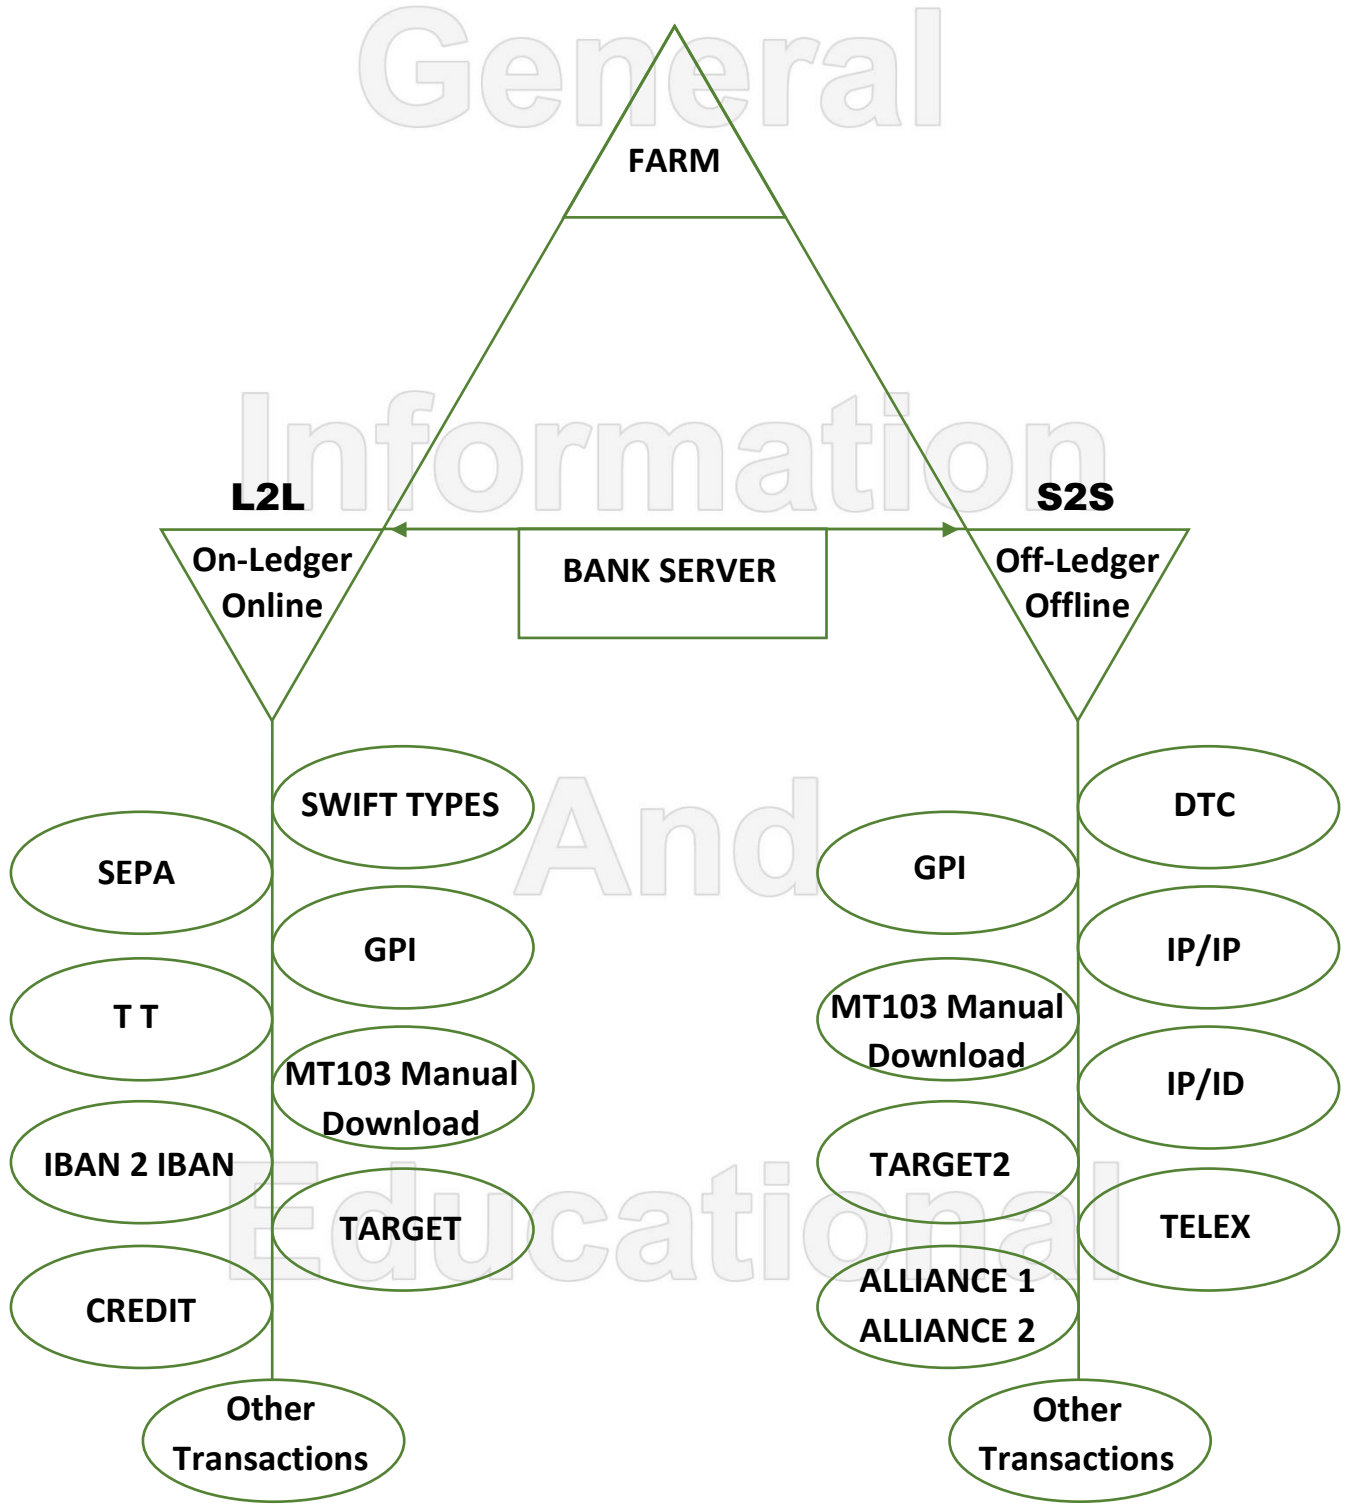 General
FARM
Information
L2L
S2S
On-Ledger
Online
BANK SERVER
Off-Ledger
Offline
And
SWIFT TYPES
SEPA
GPI
T T
MT103 Manual
Download
IBAN 2 IBAN
TARGET
CREDIT
Other
Transactions
DTC
GPI
IP/IP
MT103 Manual
Download
IP/ID
TARGET2
TELEX
ALLIANCE 1
ALLIANCE 2
Other
Transactions
Educational